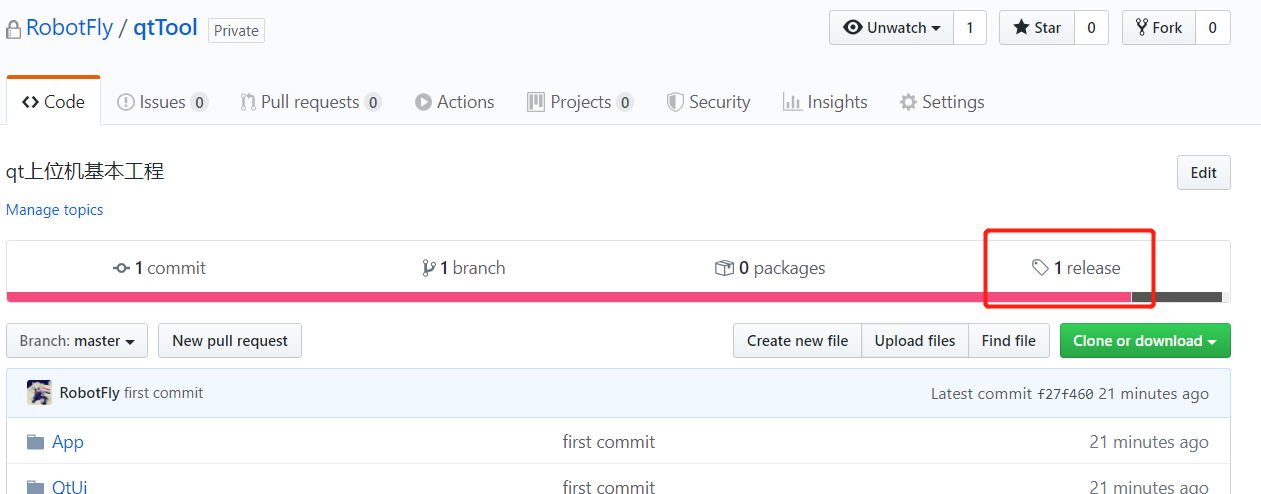 RobotFly / qtTool Private Unwatch 1 Star 0 Fork 0
Code Issues 0 Pull requests 0 Actions Projects 0 Security Insights Settings
qt上位机基本工程 Edit
Manage topics
1 commit 1 branch 0 packages 1 release
Branch: master New pull request Create new file Upload files Find file Clone or download
RobotFly first commit Latest commit f27f460 21 minutes ago
App first commit 21 minutes ago
QtUi first commit 21 minutes ago